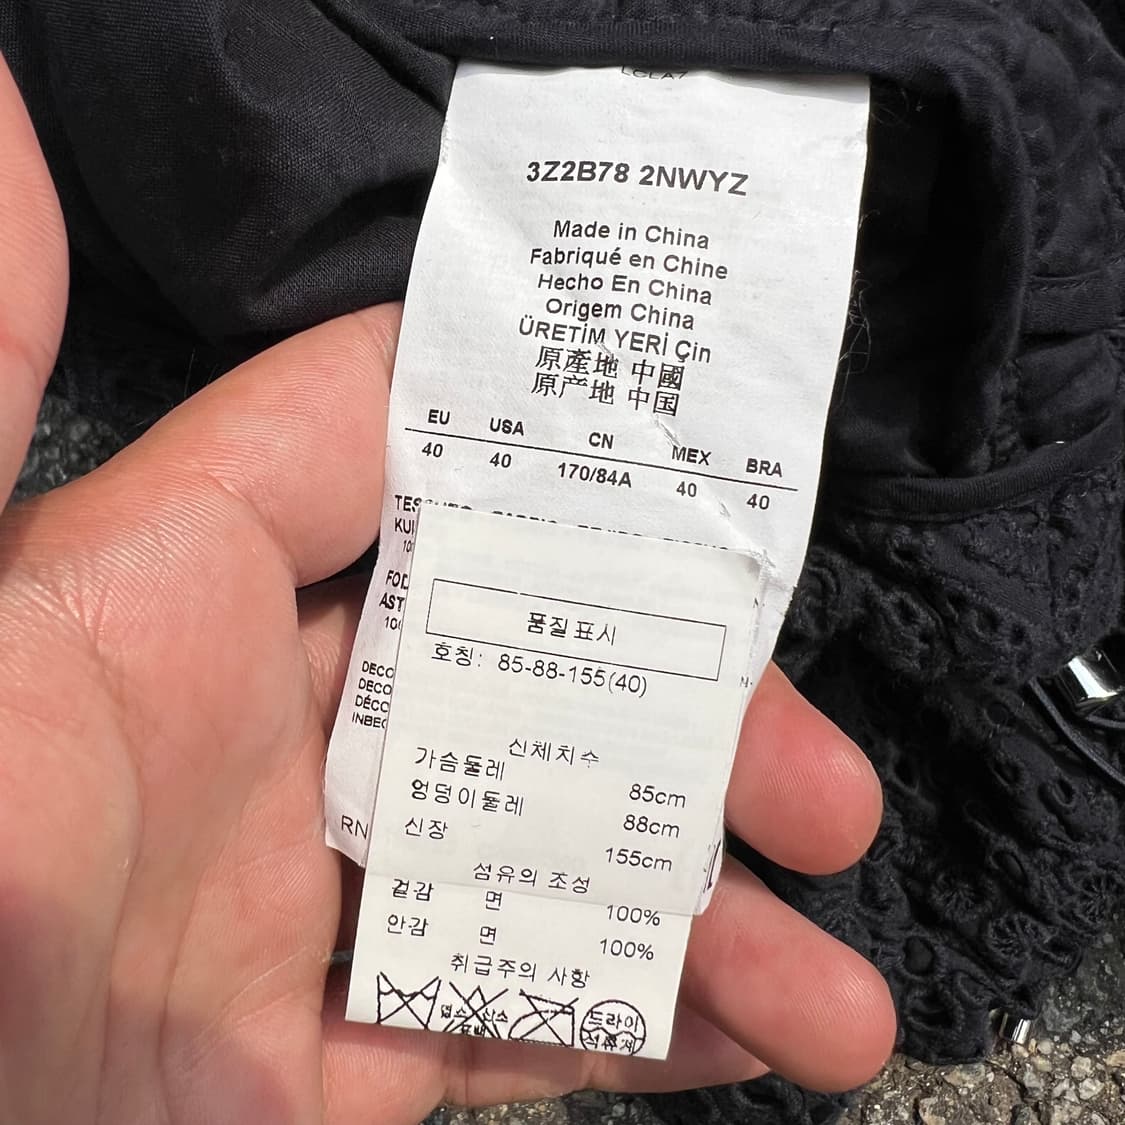 3Z2B78 2NWYZ
Made in China
Fabriqué en Chine
Hecho En China
Origem China
ÜRETİM YERİ Çin
原產地 中國
原产地 中国
EU USA CN MEX BRA
40 40 170/84A 40 40
품질표시
호칭: 85-88-155(40)
신체치수
가슴둘레 85cm
엉덩이둘레 88cm
신장 155cm
섬유의 조성
겉감 면 100%
안감 면 100%
취급주의 사항
드라이
RN